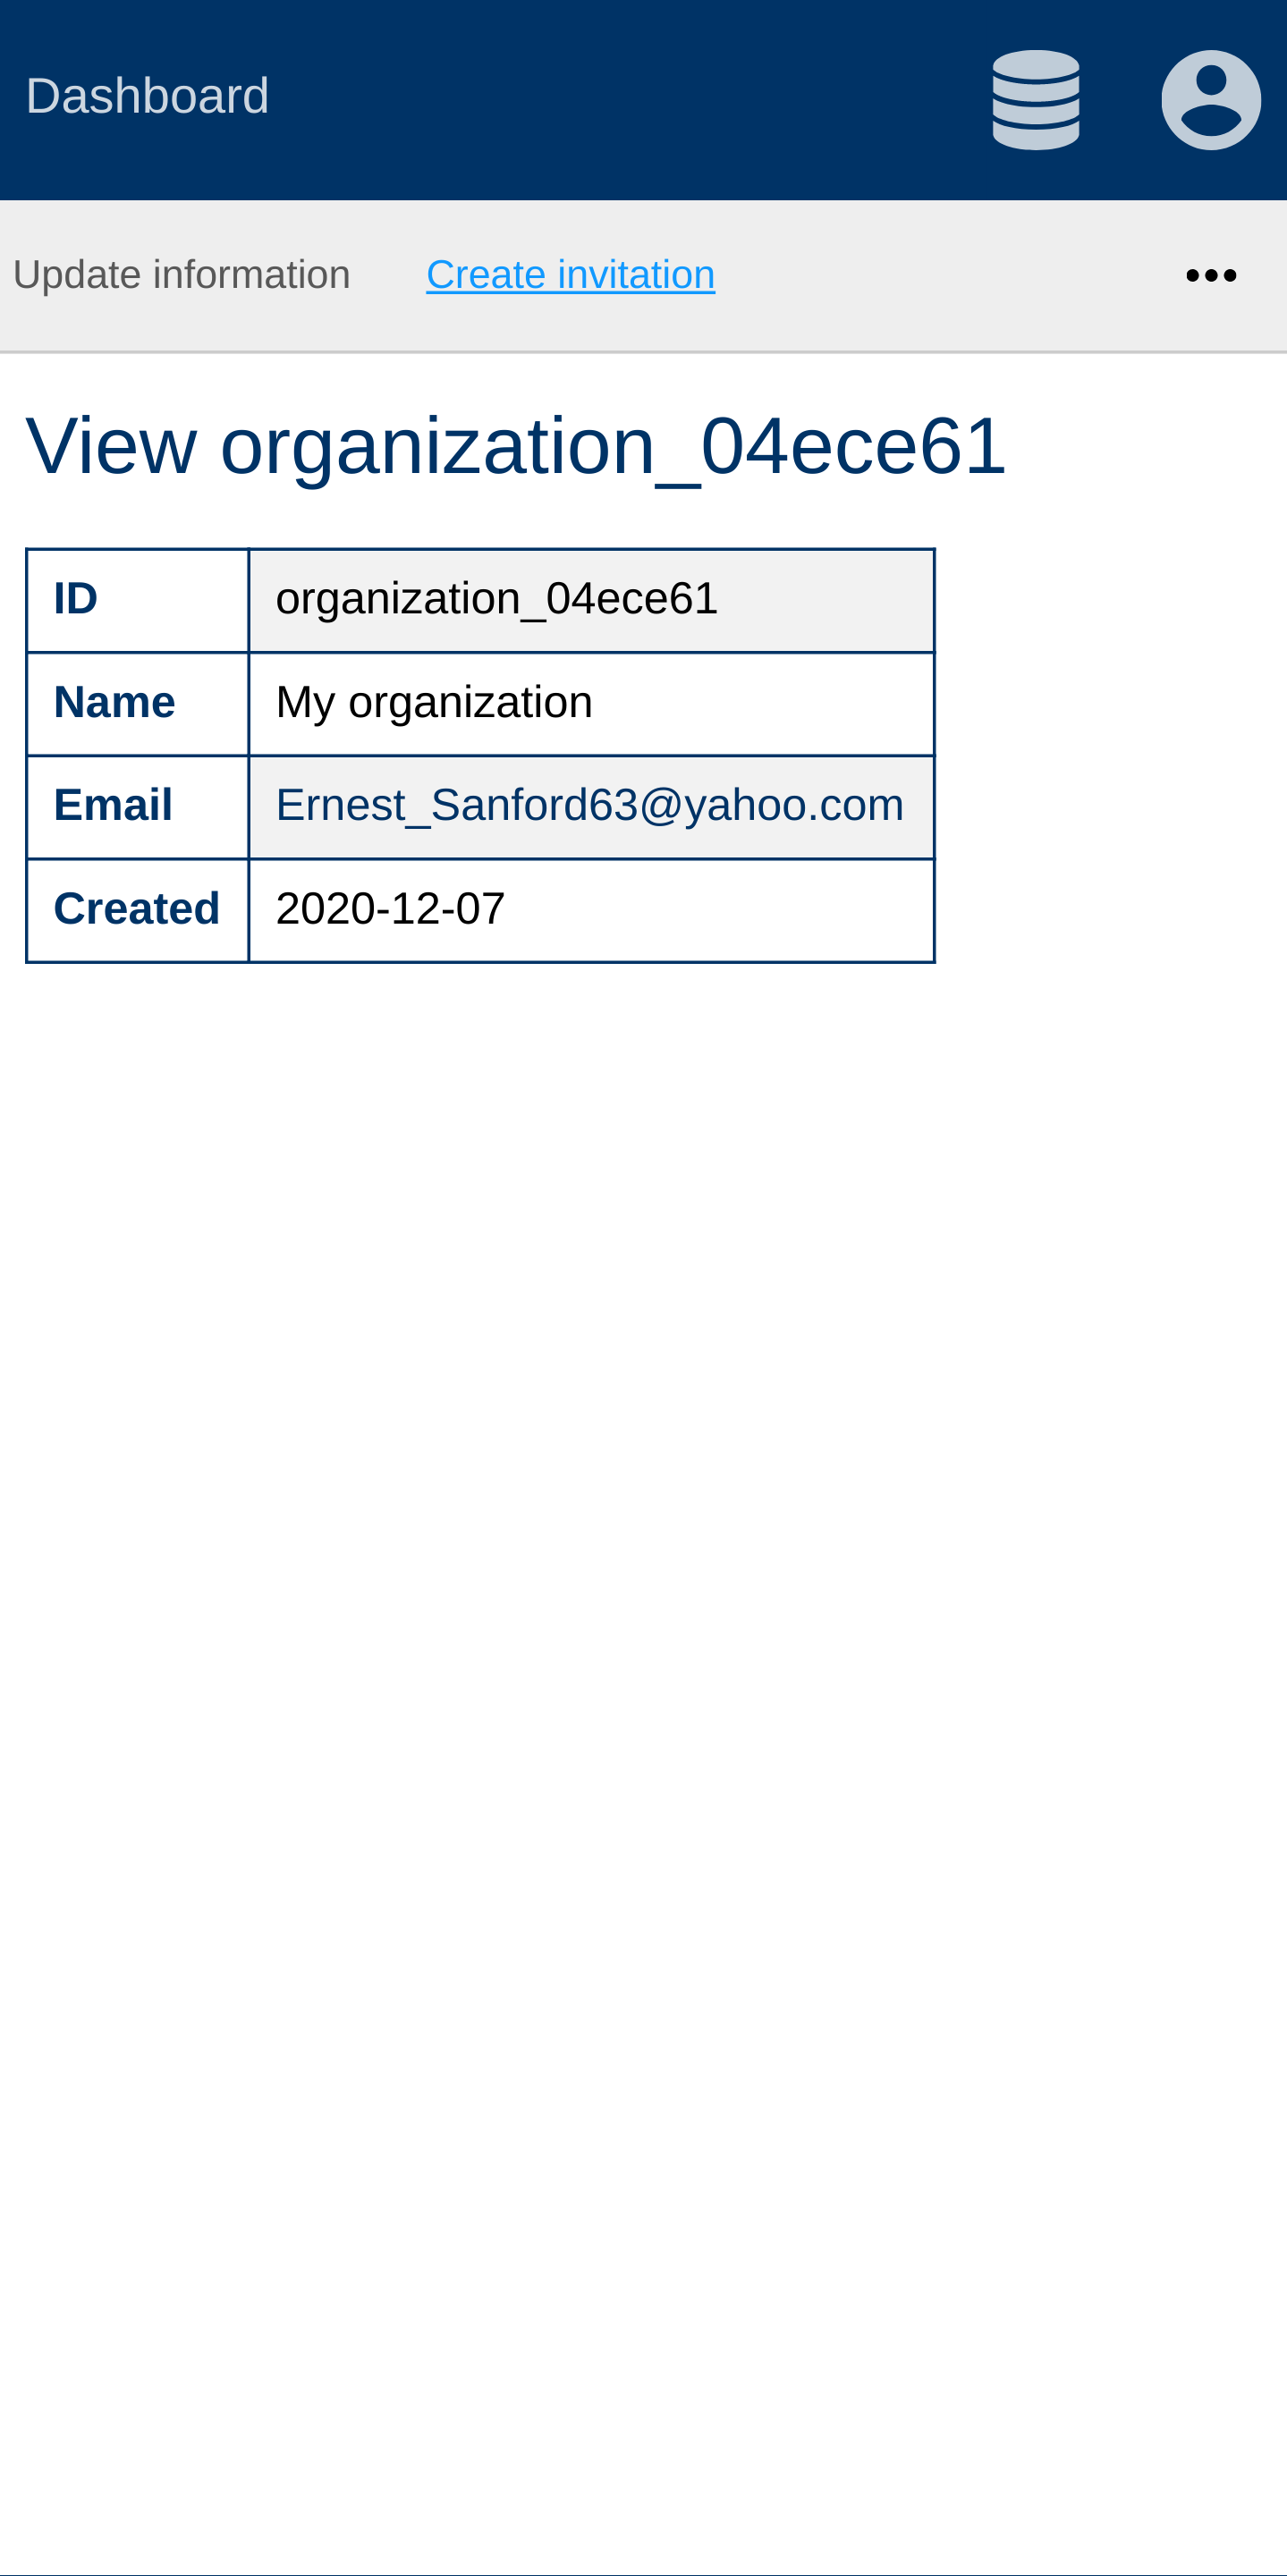 Dashboard
Update information Create invitation
View organization_04ece61
ID organization_04ece61
Name My organization
Email Ernest_Sanford63@yahoo.com
Created 2020-12-07